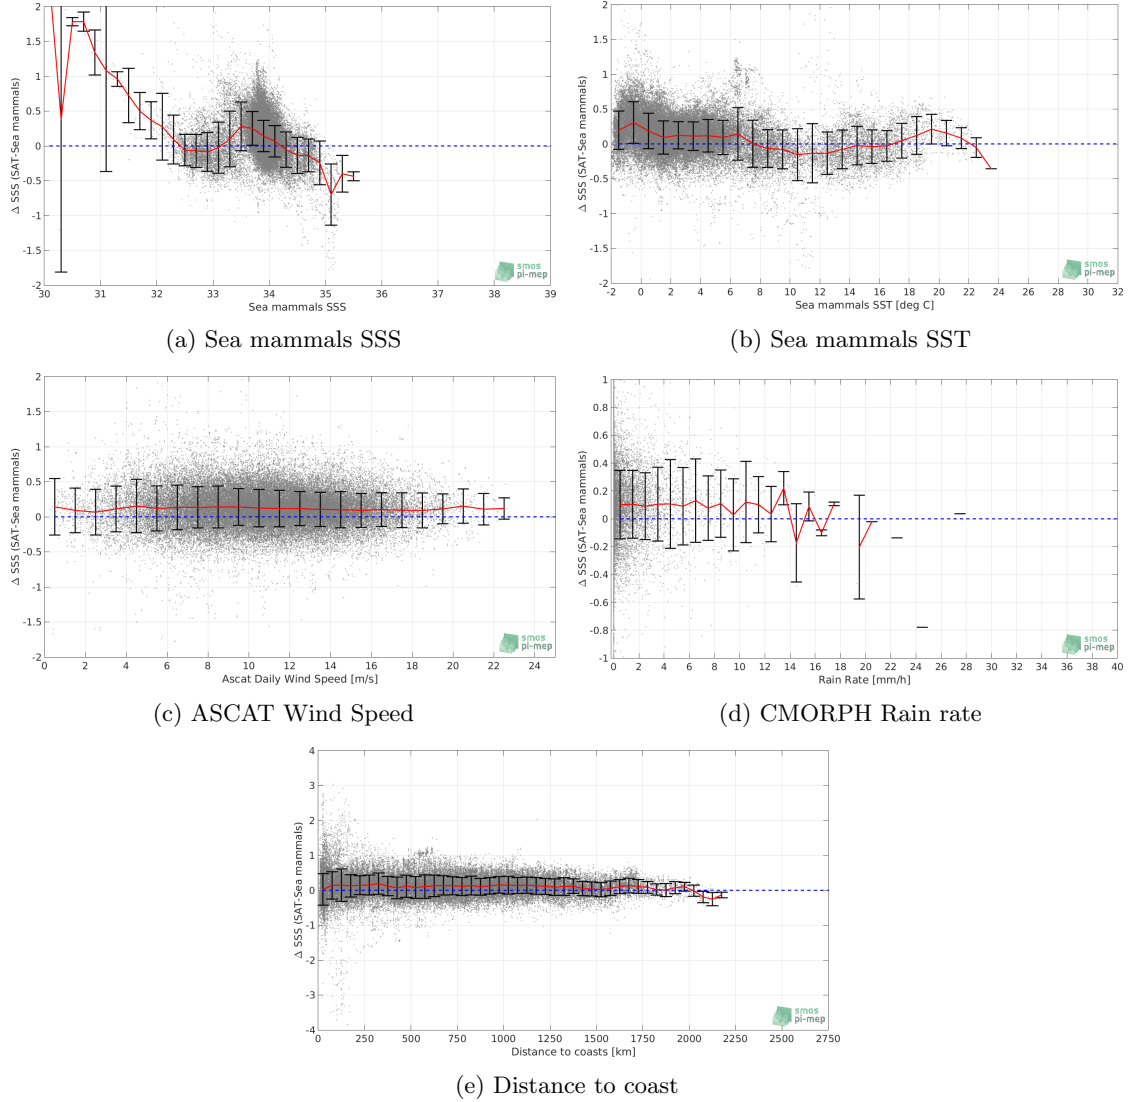 2
1.5
1
0.5
0
-0.5
-1
-1.5
-2
Δ SSS (SAT-Sea mammals)
30 31 32 33 34 35 36 37 38 39
Sea mammals SSS
smos
pi-mep
(a) Sea mammals SSS
2
1.5
1
0.5
0
-0.5
-1
-1.5
-2
Δ SSS (SAT-Sea mammals)
-2 0 2 4 6 8 10 12 14 16 18 20 22 24 26 28 30 32
Sea mammals SST [deg C]
smos
pi-mep
(b) Sea mammals SST
2
1.5
1
0.5
0
-0.5
-1
-1.5
-2
Δ SSS (SAT-Sea mammals)
0 2 4 6 8 10 12 14 16 18 20 22 24
Ascat Daily Wind Speed [m/s]
smos
pi-mep
(c) ASCAT Wind Speed
1
0.8
0.6
0.4
0.2
0
-0.2
-0.4
-0.6
-0.8
-1
Δ SSS (SAT-Sea mammals)
0 2 4 6 8 10 12 14 16 18 20 22 24 26 28 30 32 34 36 38 40
Rain Rate [mm/h]
smos
pi-mep
(d) CMORPH Rain rate
4
3
2
1
0
-1
-2
-3
-4
Δ SSS (SAT-Sea mammals)
0 250 500 750 1000 1250 1500 1750 2000 2250 2500 2750
Distance to coasts [km]
smos
pi-mep
(e) Distance to coast